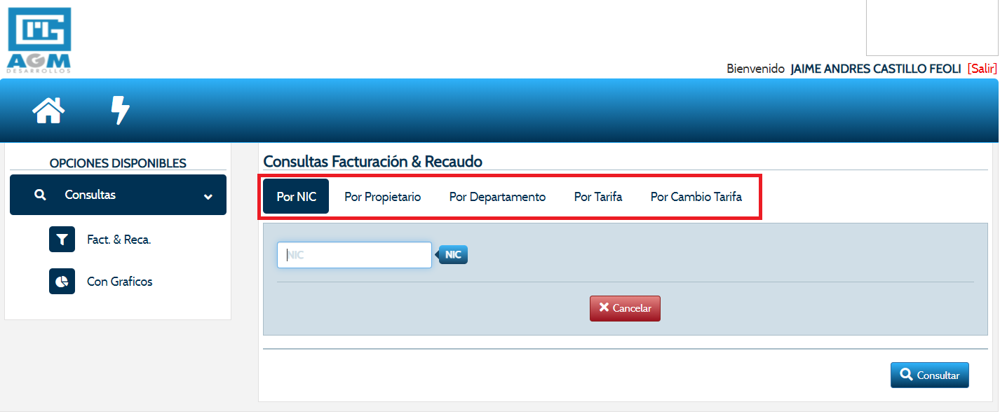 AGM
DESARROLLOS
Bienvenido JAIME ANDRES CASTILLO FEOLI [Salir]
OPCIONES DISPONIBLES
Consultas
Fact. & Reca.
Con Graficos
Consultas Facturación & Recaudo
Por NIC Por Propietario Por Departamento Por Tarifa Por Cambio Tarifa
NIC NIC
Cancelar
Consultar